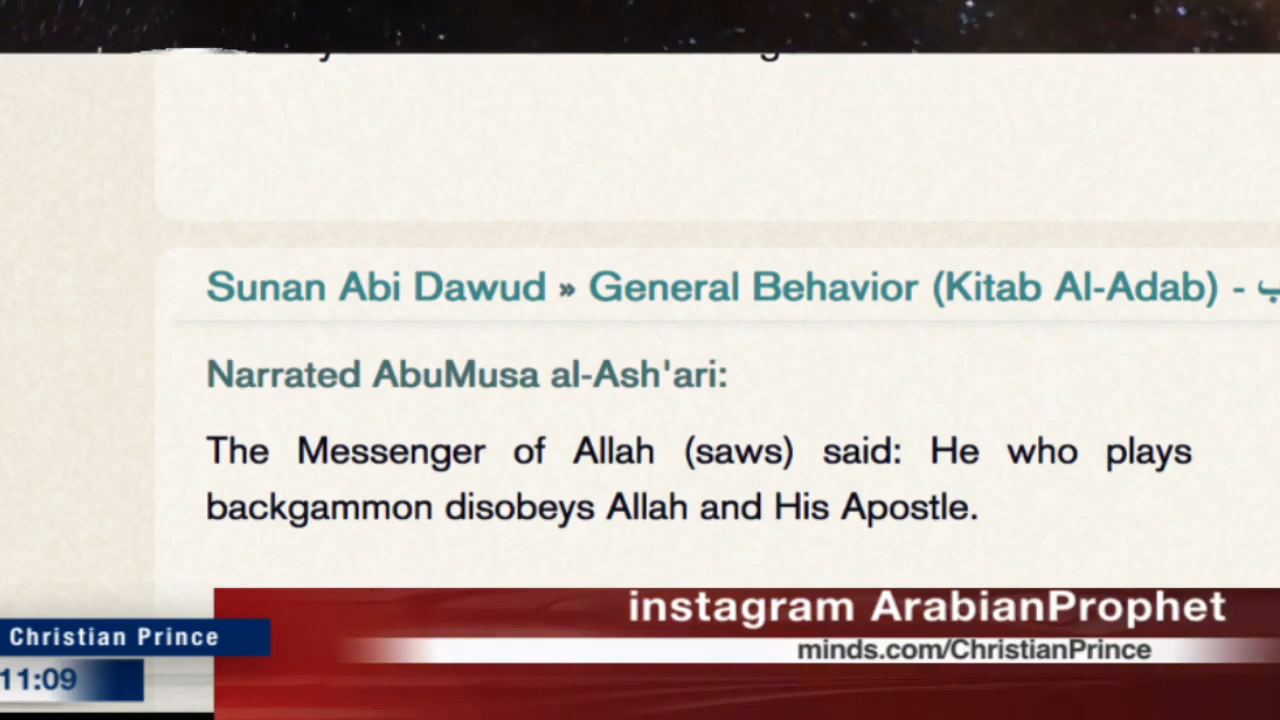 Sunan Abi Dawud » General Behavior (Kitab Al-Adab) -
Narrated AbuMusa al-Ash'ari:
The Messenger of Allah (saws) said: He who plays
backgammon disobeys Allah and His Apostle.
instagram ArabianProphet
Christian Prince
minds.com/ChristianPrince
11:09